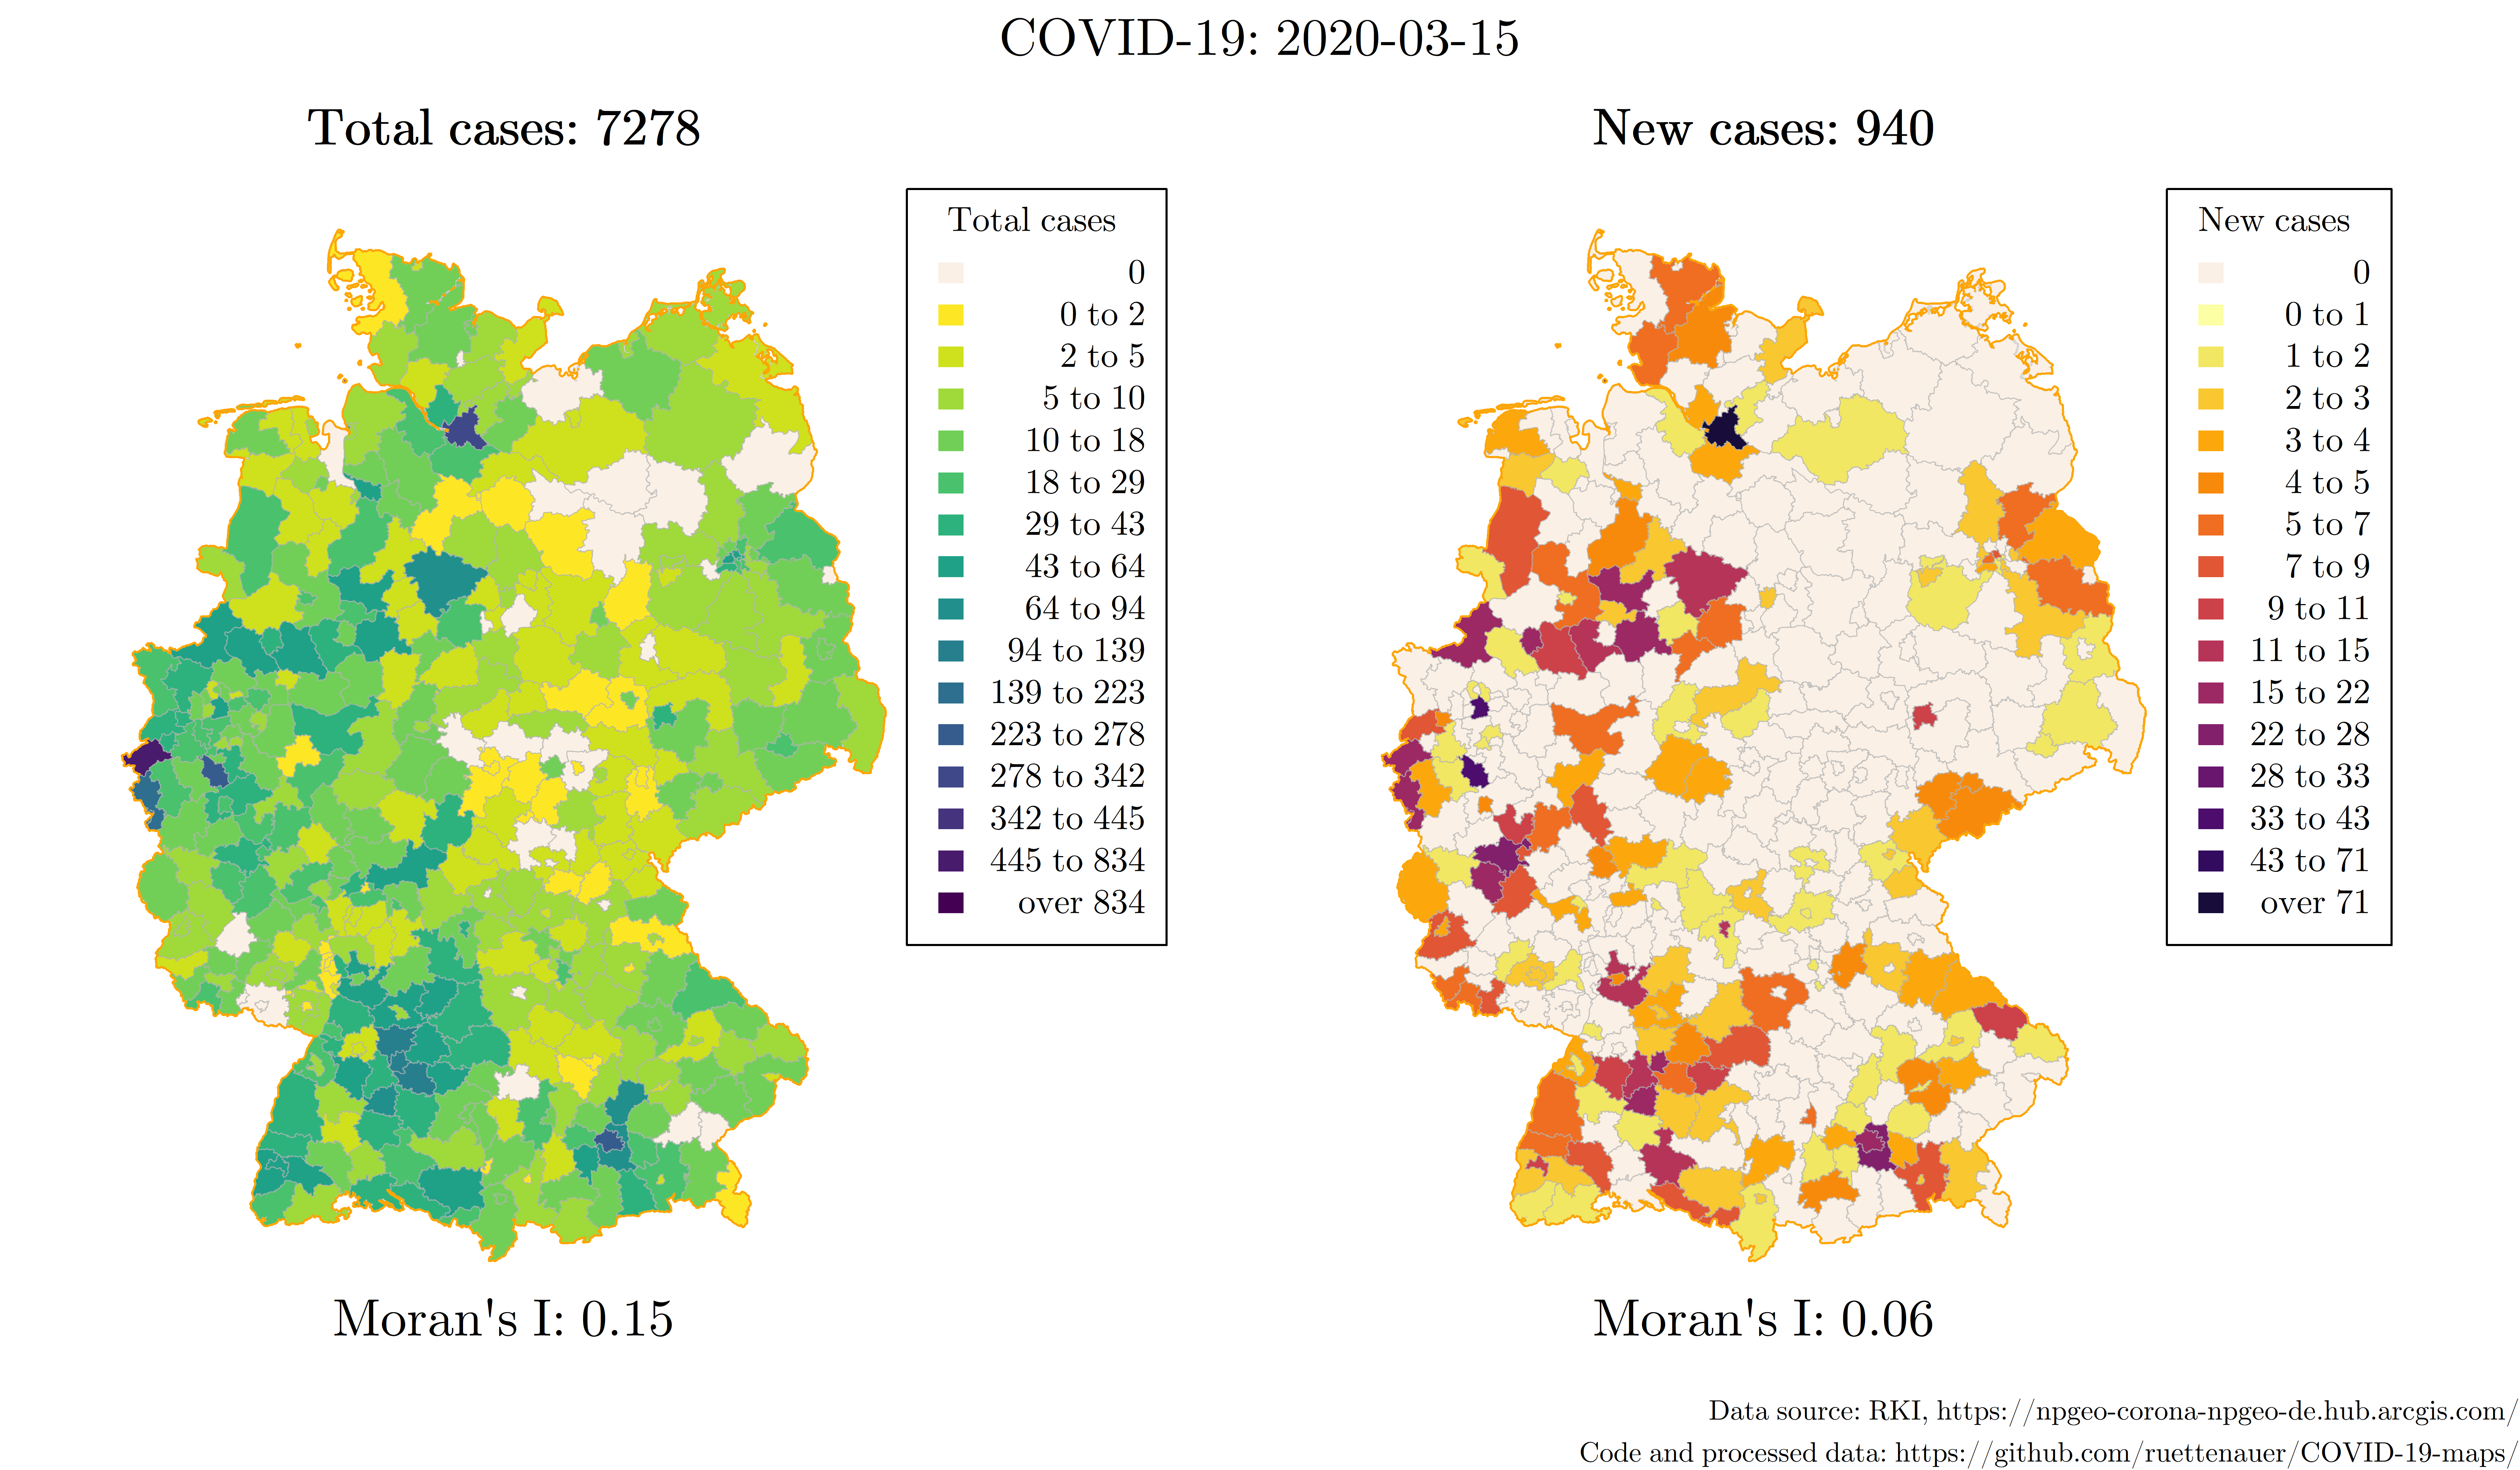 COVID-19: 2020-03-15
Total cases: 7278
Total cases
0
0 to 2
2 to 5
5 to 10
10 to 18
18 to 29
29 to 43
43 to 64
64 to 94
94 to 139
139 to 223
223 to 278
278 to 342
342 to 445
445 to 834
over 834
Moran's I: 0.15
New cases: 940
New cases
0
0 to 1
1 to 2
2 to 3
3 to 4
4 to 5
5 to 7
7 to 9
9 to 11
11 to 15
15 to 22
22 to 28
28 to 33
33 to 43
43 to 71
over 71
Moran's I: 0.06
Data source: RKI, https://npgeo-corona-npgeo-de.hub.arcgis.com/
Code and processed data: https://github.com/ruettenauer/COVID-19-maps/